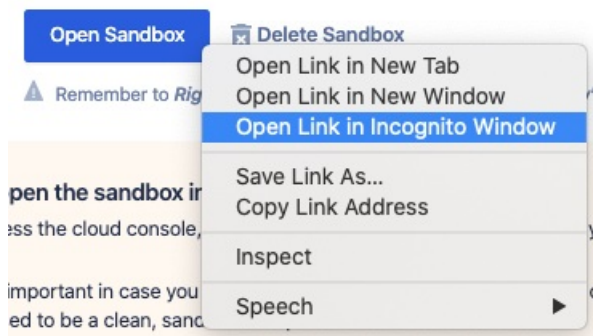 Open Sandbox Delete Sandbox
Open Link in New Tab
Remember to Rig
Open Link in New Window
Open Link in Incognito Window
Save Link As...
pen the sandbox in
Copy Link Address
ess the cloud console,
Inspect
important in case you
Speech
ed to be a clean, sand